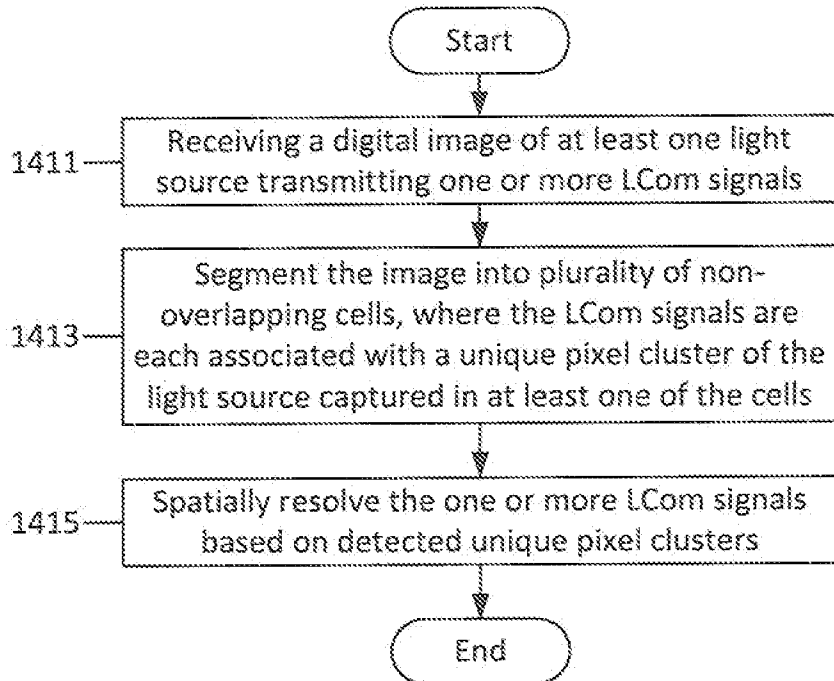 Start
1411
Receiving a digital image of at least one light
source transmitting one or more LCom signals
1413
Segment the image into plurality of non-
overlapping cells, where the LCom signals are
each associated with a unique pixel cluster of the
light source captured in at least one of the cells
1415
Spatially resolve the one or more LCom signals
based on detected unique pixel clusters
End